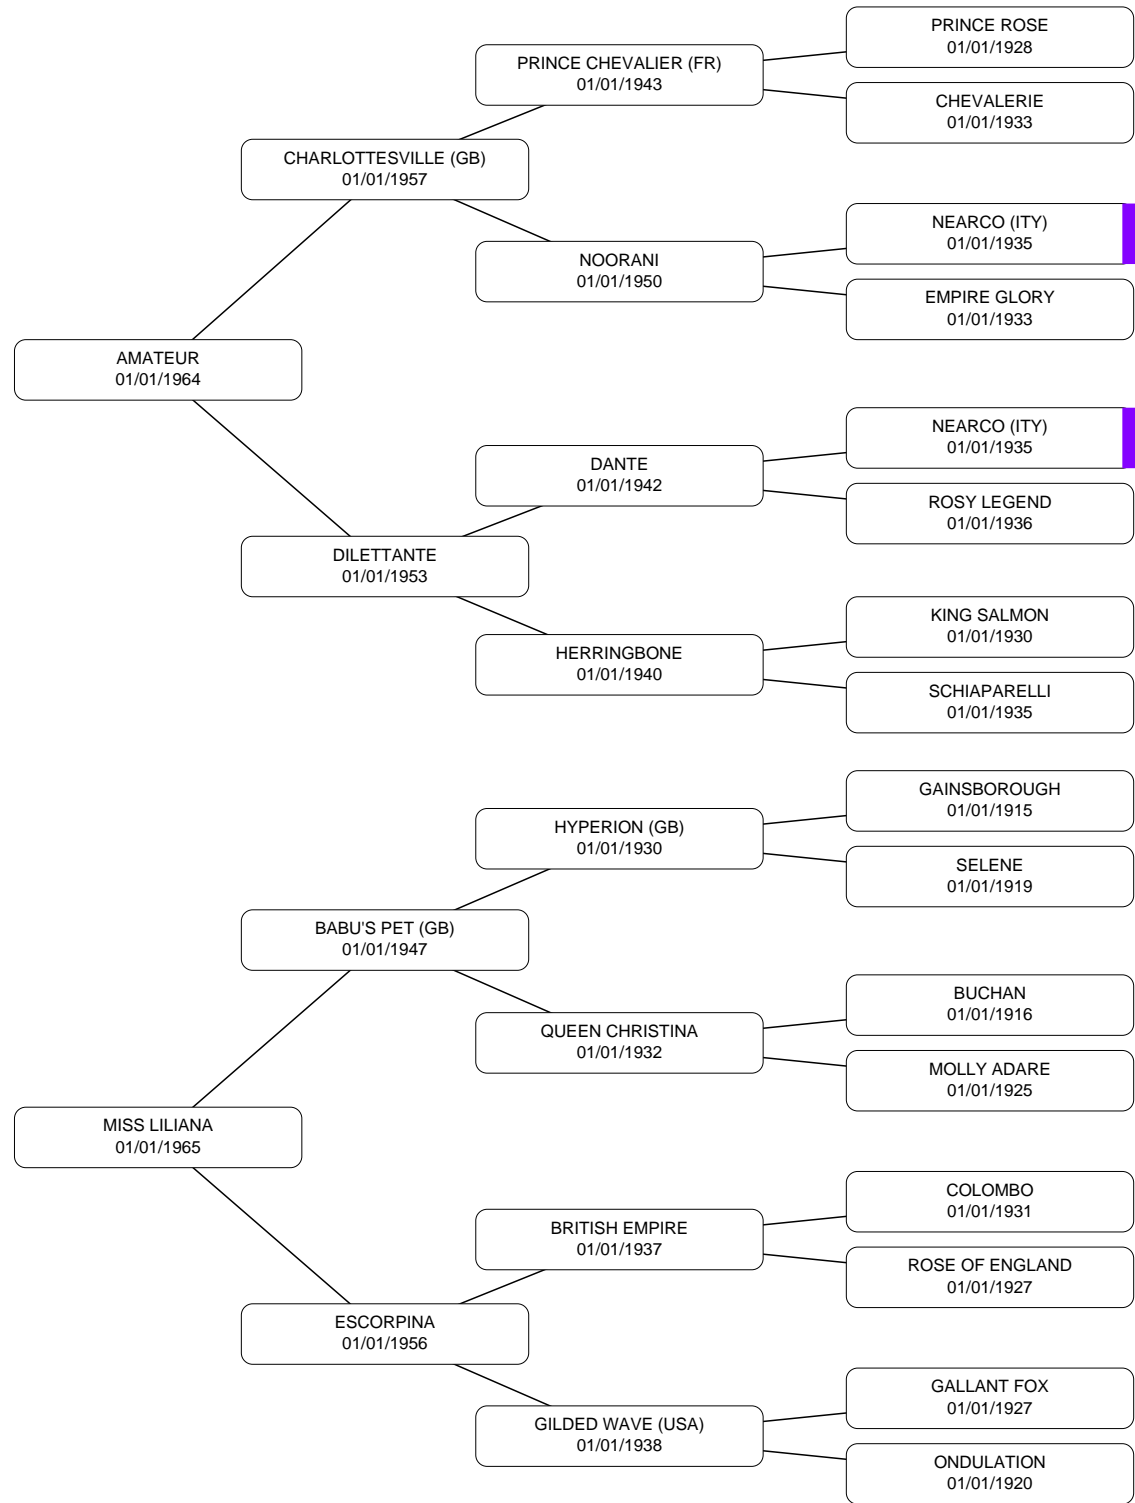 PRINCE ROSE
01/01/1928
PRINCE CHEVALIER (FR)
01/01/1943
CHEVALERIE
01/01/1933
CHARLOTTESVILLE (GB)
01/01/1957
NEARCO (ITY)
01/01/1935
NOORANI
01/01/1950
EMPIRE GLORY
01/01/1933
AMATEUR
01/01/1964
NEARCO (ITY)
01/01/1935
DANTE
01/01/1942
ROSY LEGEND
01/01/1936
DILETTANTE
01/01/1953
KING SALMON
01/01/1930
HERRINGBONE
01/01/1940
SCHIAPARELLI
01/01/1935
GAINSBOROUGH
01/01/1915
HYPERION (GB)
01/01/1930
SELENE
01/01/1919
BABU'S PET (GB)
01/01/1947
BUCHAN
01/01/1916
QUEEN CHRISTINA
01/01/1932
MOLLY ADARE
01/01/1925
MISS LILIANA
01/01/1965
COLOMBO
01/01/1931
BRITISH EMPIRE
01/01/1937
ROSE OF ENGLAND
01/01/1927
ESCORPINA
01/01/1956
GALLANT FOX
01/01/1927
GILDED WAVE (USA)
01/01/1938
ONDULATION
01/01/1920